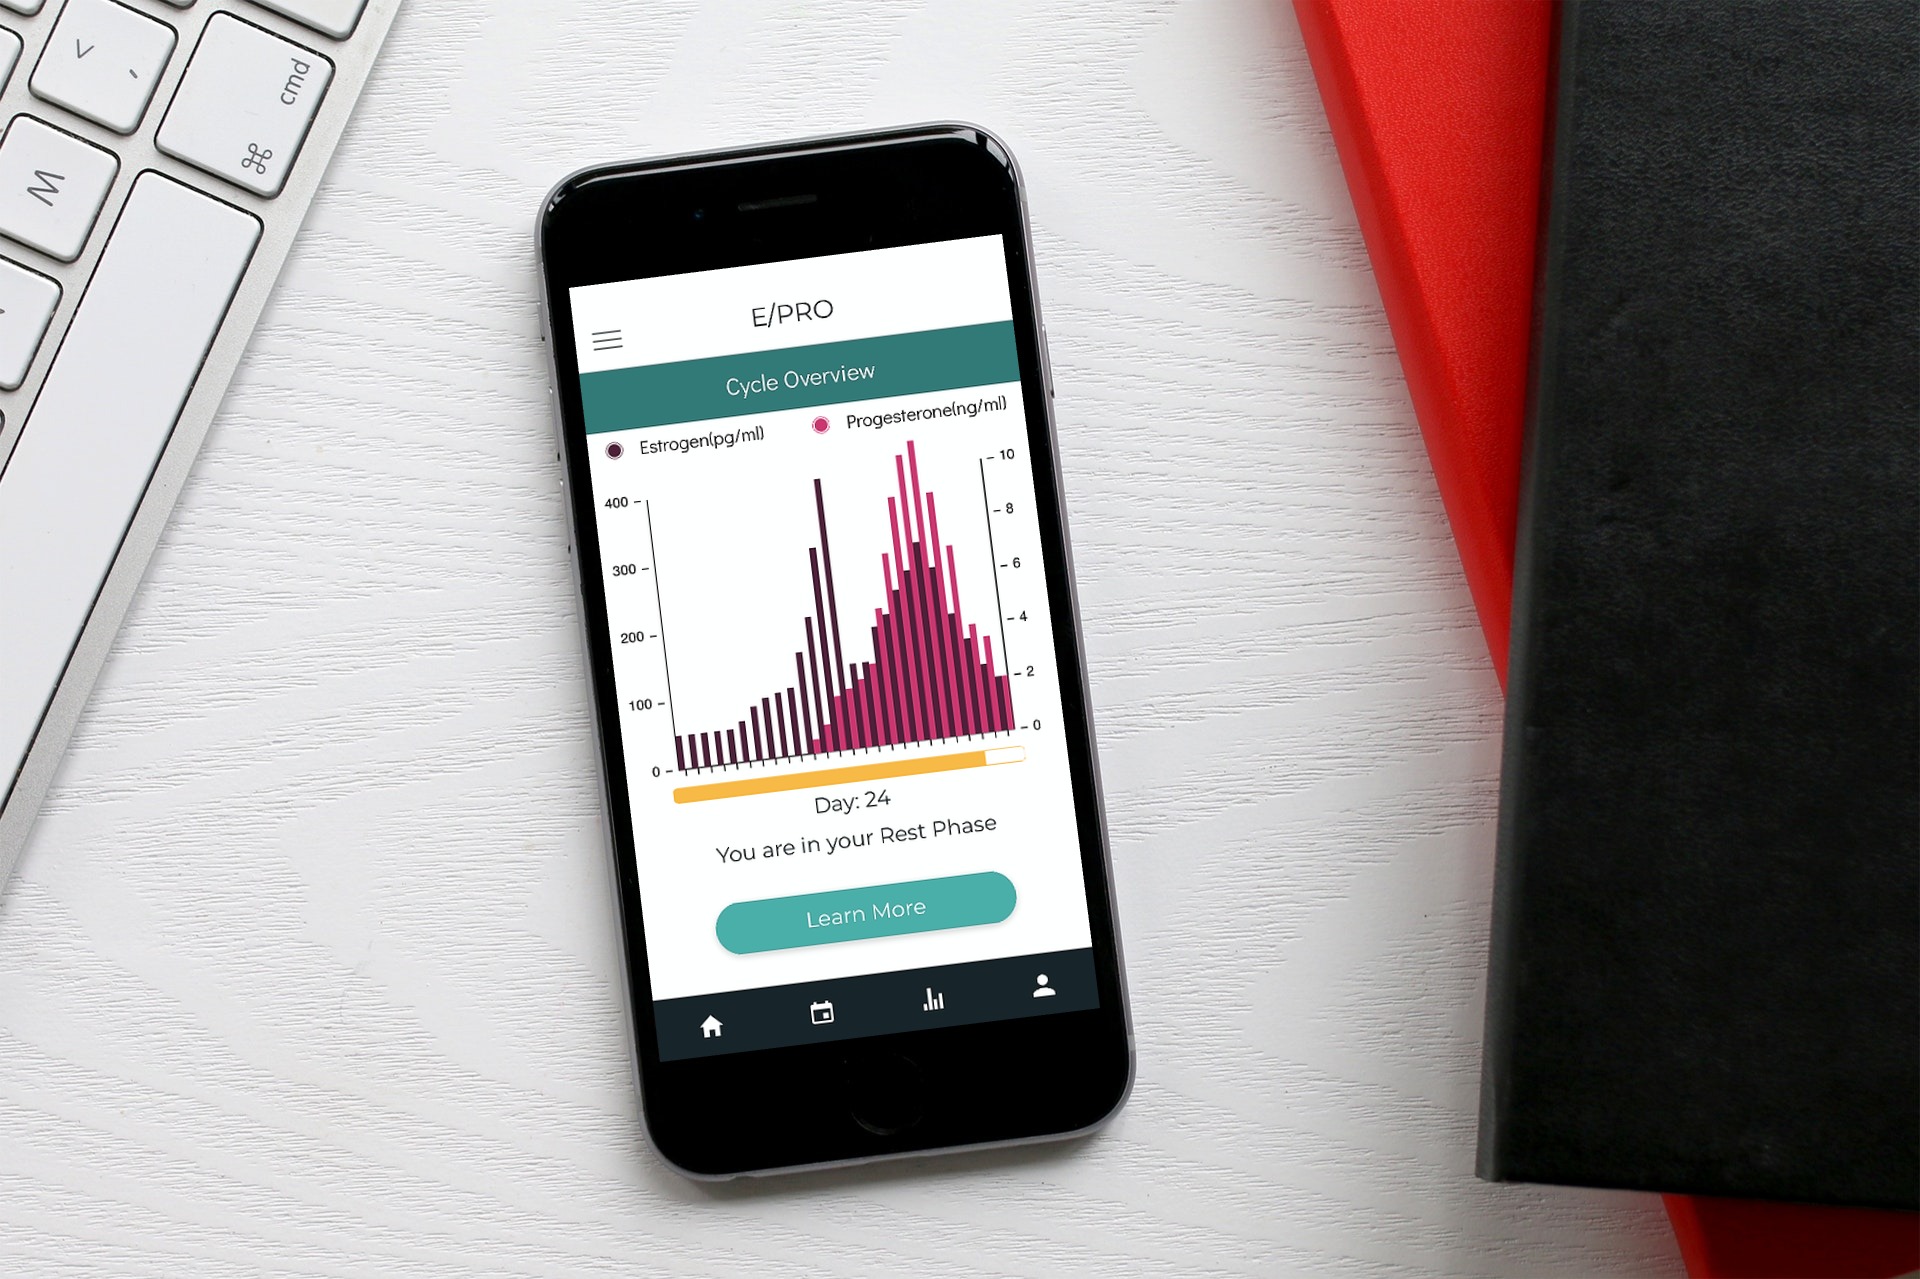 <
,
cmd
⌘
M
E/PRO
Cycle Overview
Estrogen(pg/ml) Progesterone(ng/ml)
400
300
200
100
0
10
8
6
4
2
0
Day: 24
You are in your Rest Phase
Learn More